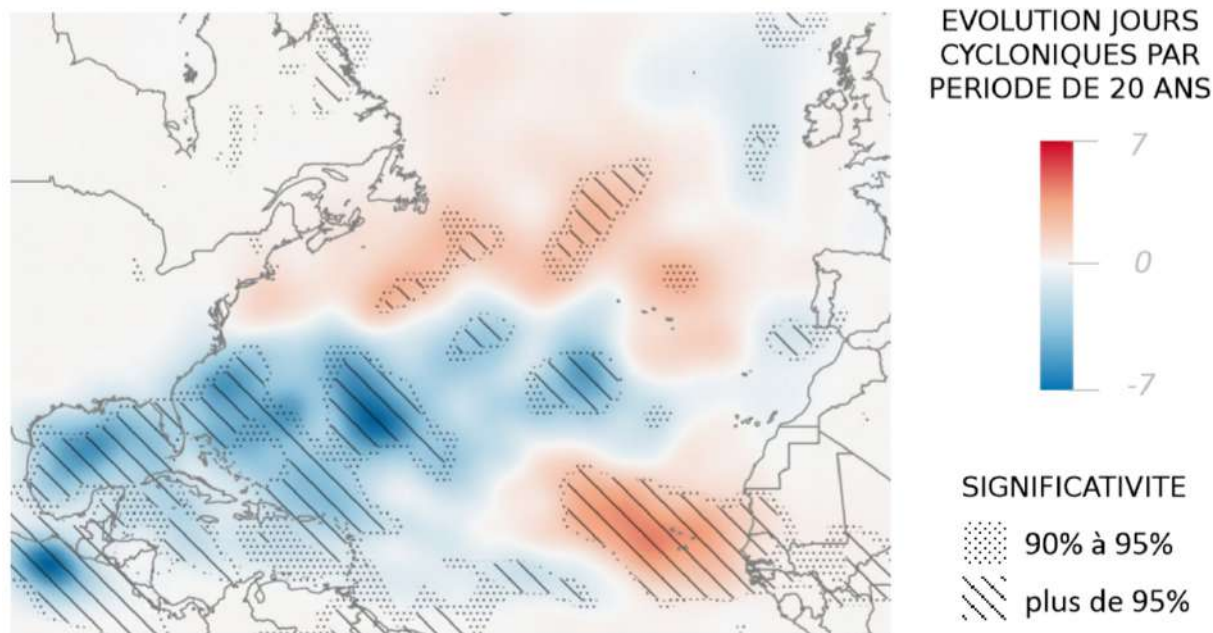 EVOLUTION JOURS
CYCLONIQUES PAR
PERIODE DE 20 ANS
7
0
-7
SIGNIFICATIVITE
90% à 95%
plus de 95%